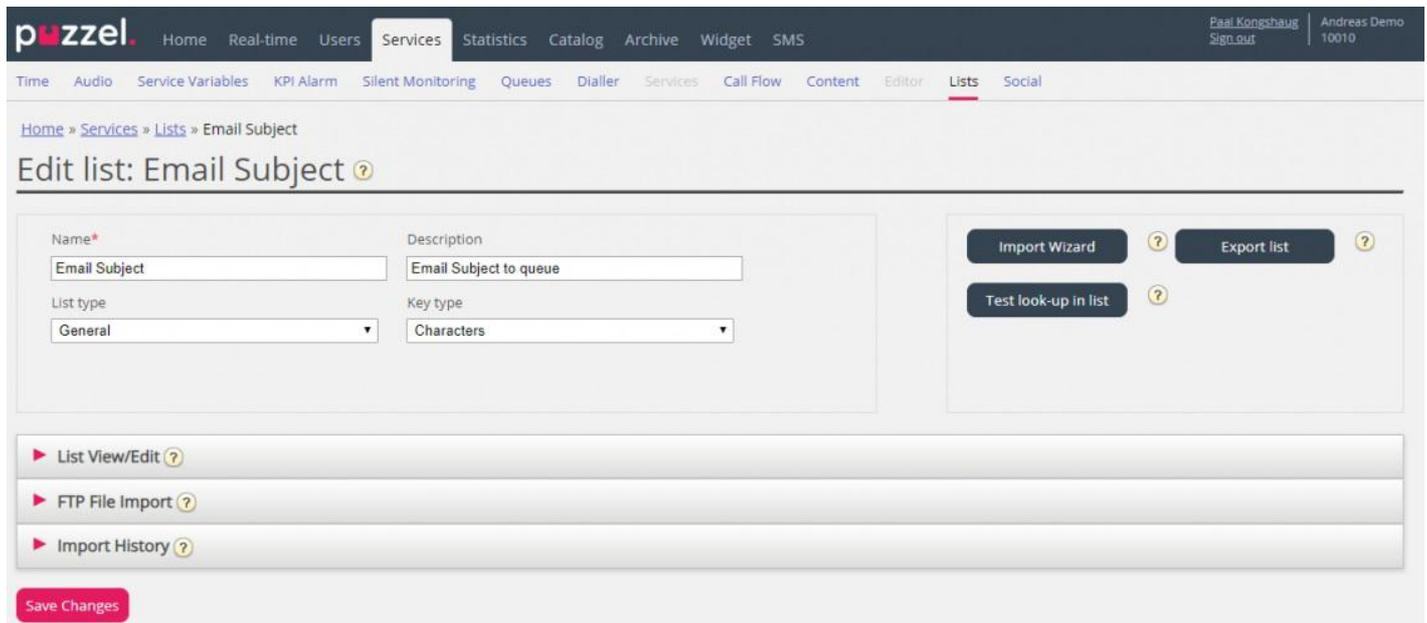 puzzel. Home Real-time Users Services Statistics Catalog Archive Widget SMS
Paal Kongshaug
Sign out
Andreas Demo
10010
Time Audio Service Variables KPI Alarm Silent Monitoring Queues Dialler Services Call Flow Content Editor Lists Social
Home » Services » Lists » Email Subject
Edit list: Email Subject ?
Name* Description
Email Subject Email Subject to queue
List type Key type
General Characters
Import Wizard ? Export list ?
Test look-up in list ?
List View/Edit ?
FTP File Import ?
Import History ?
Save Changes